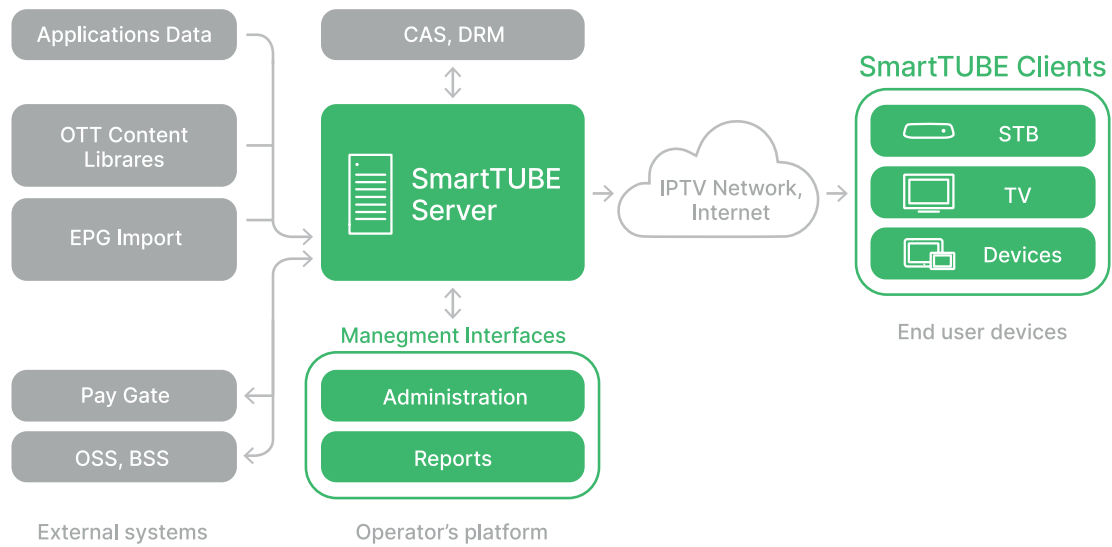 Applications Data
OTT Content
Librares
EPG Import
Pay Gate
OSS, BSS
External systems
CAS, DRM
SmartTUBE
Server
Manegment Interfaces
Administration
Reports
Operator’s platform
IPTV Network,
Internet
SmartTUBE Clients
STB
TV
Devices
End user devices